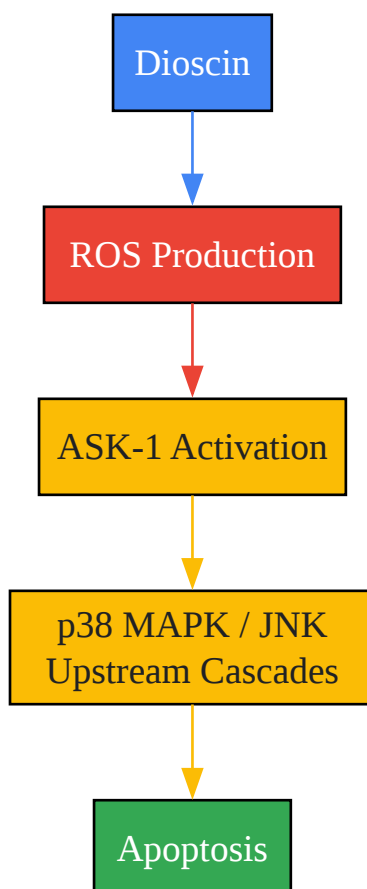 Dioscin
ROS Production
ASK-1 Activation
p38 MAPK / JNK
Upstream Cascades
Apoptosis